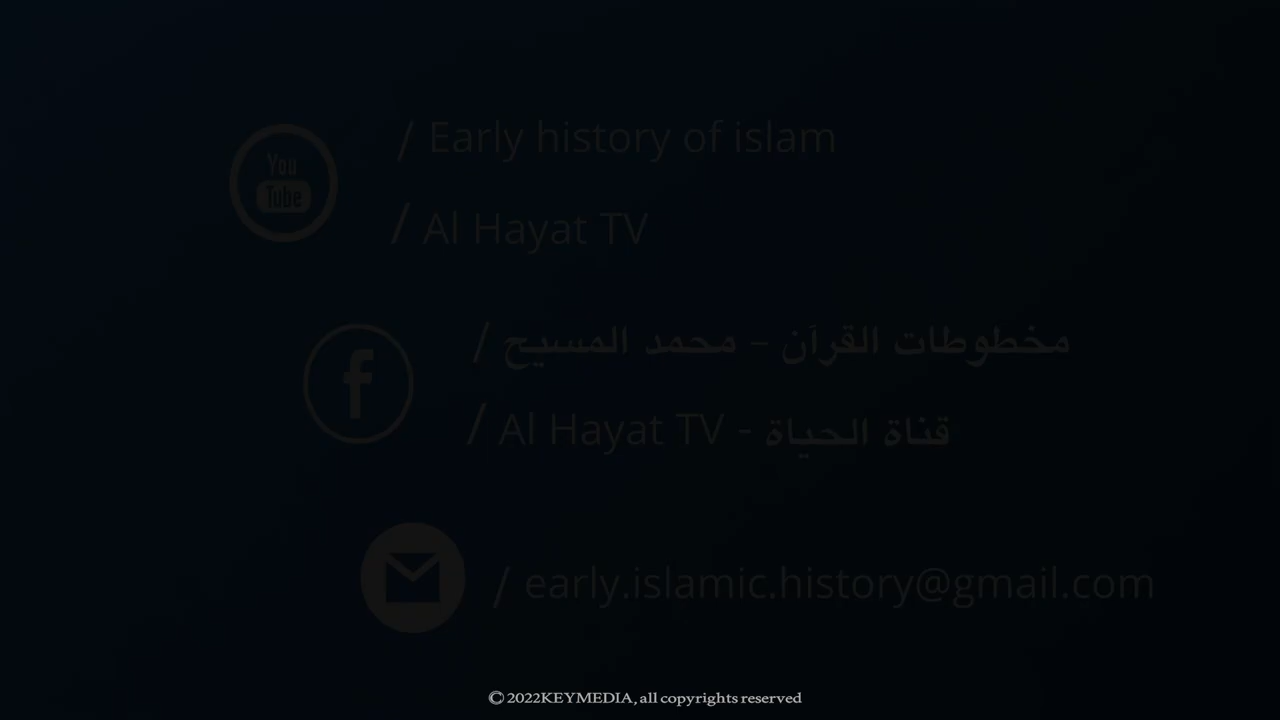 You
Tube
/ Early history of islam
/ Al Hayat TV
/ مخطوطات القرآن - محمد المسيح
/ Al Hayat TV - قناة الحياة
/ early.islamic.history@gmail.com
© 2022KEYMEDIA, all copyrights reserved